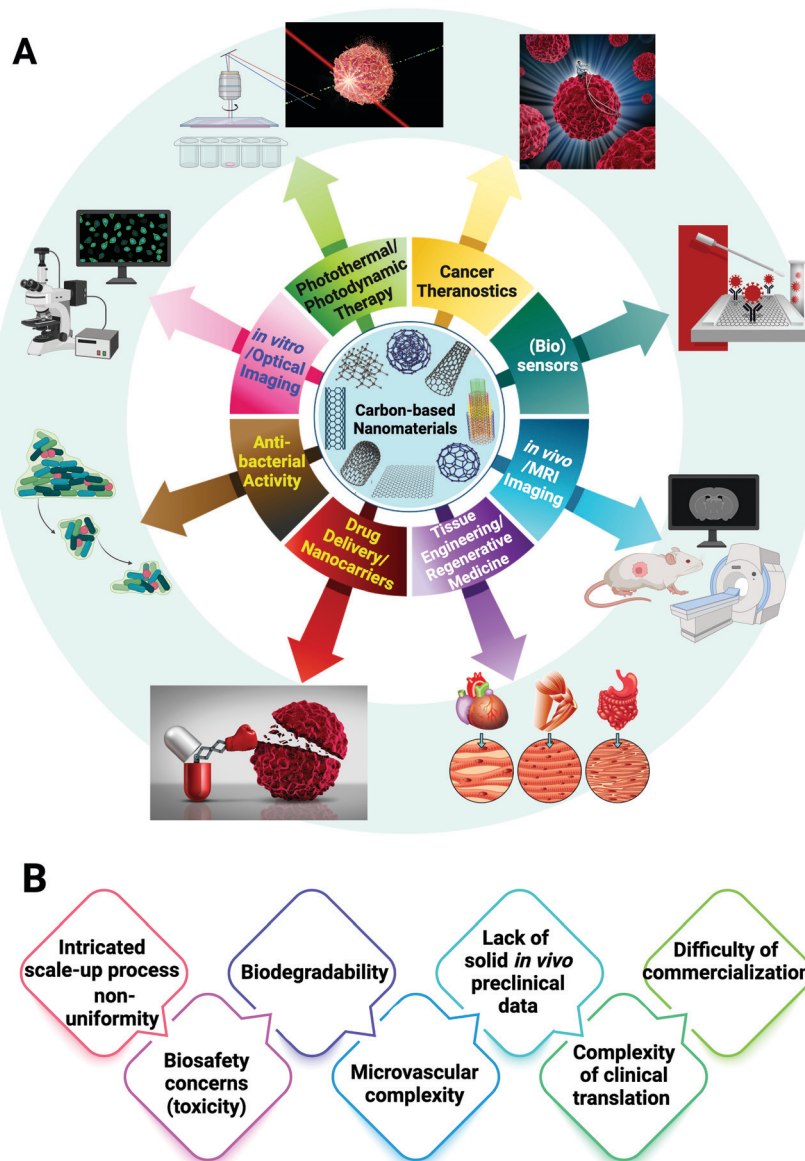 A
Photothermal/
Photodynamic
Therapy
Cancer
Theranostics
(Bio)
sensors
in vivo
/MRI
Imaging
Tissue
Engineering/
Regenerative
Medicine
Drug
Delivery/
Nanocarriers
Anti-
bacterial
Activity
in vitro
/Optical
Imaging
Carbon-based
Nanomaterials
B
Intricated
scale-up process
non-
uniformity
Biosafety
concerns
(toxicity)
Biodegradability
Microvascular
complexity
Lack of
solid in vivo
preclinical
data
Complexity
of clinical
translation
Difficulty of
commercialization